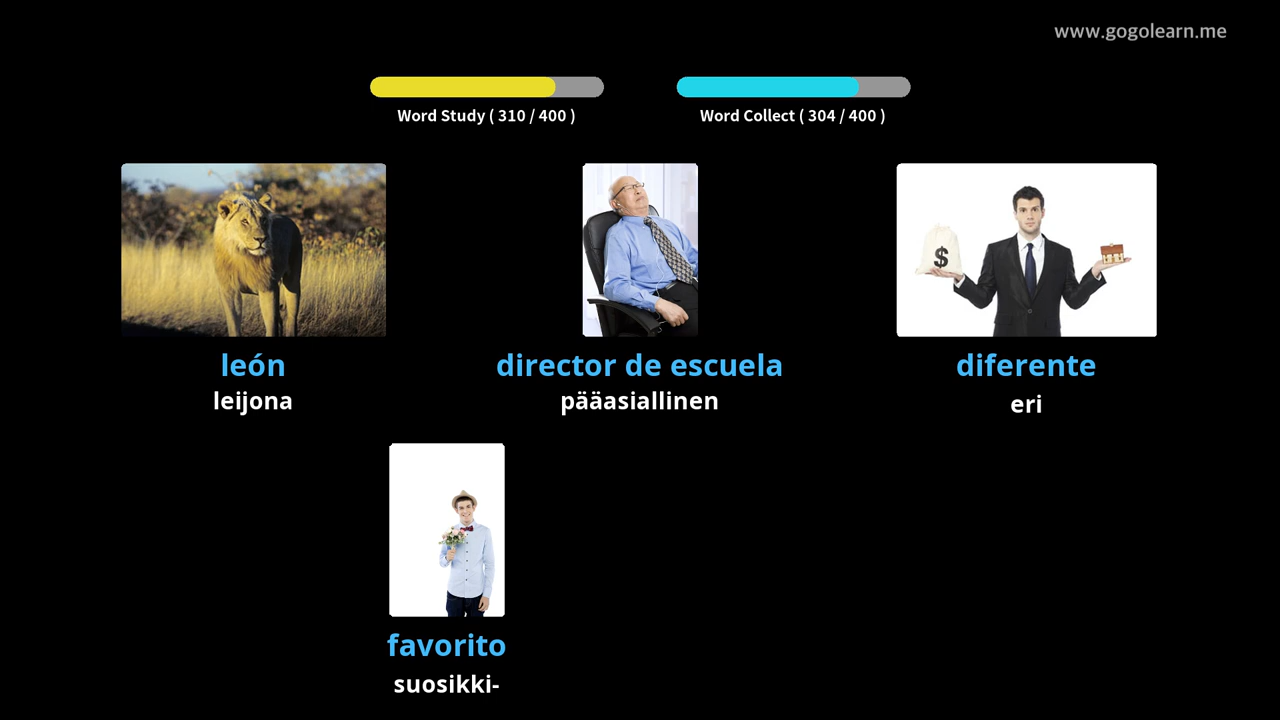 www.gogolearn.me
Word Study ( 310 / 400 )
Word Collect ( 304 / 400 )
$
león
director de escuela
diferente
leijona
pääasiallinen
eri
favorito
suosikki-